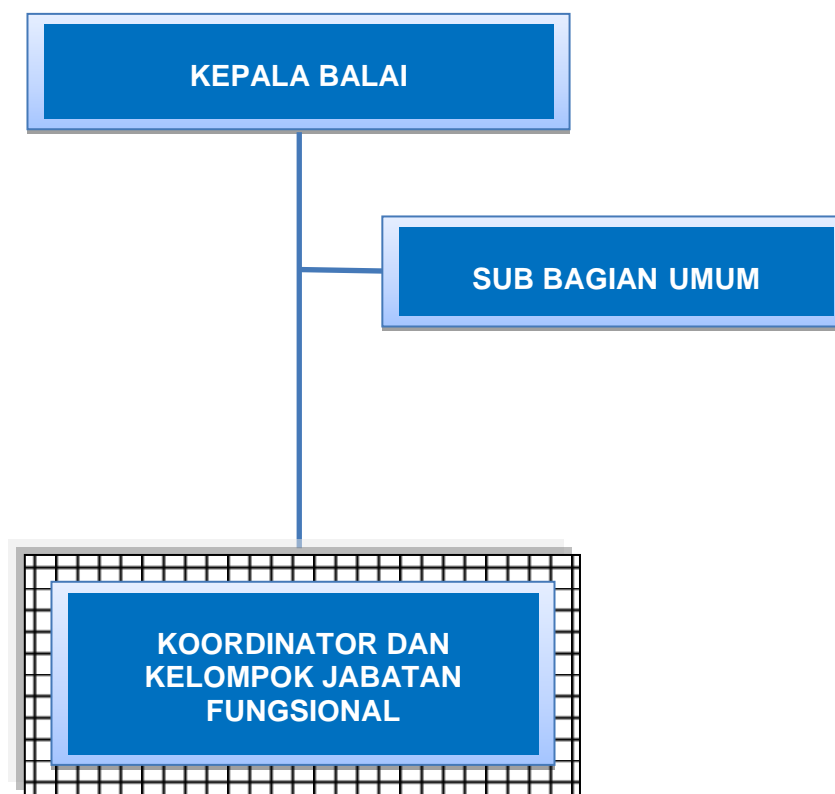 KEPALA BALAI
SUB BAGIAN UMUM
KOORDINATOR DAN
KELOMPOK JABATAN
FUNGSIONAL